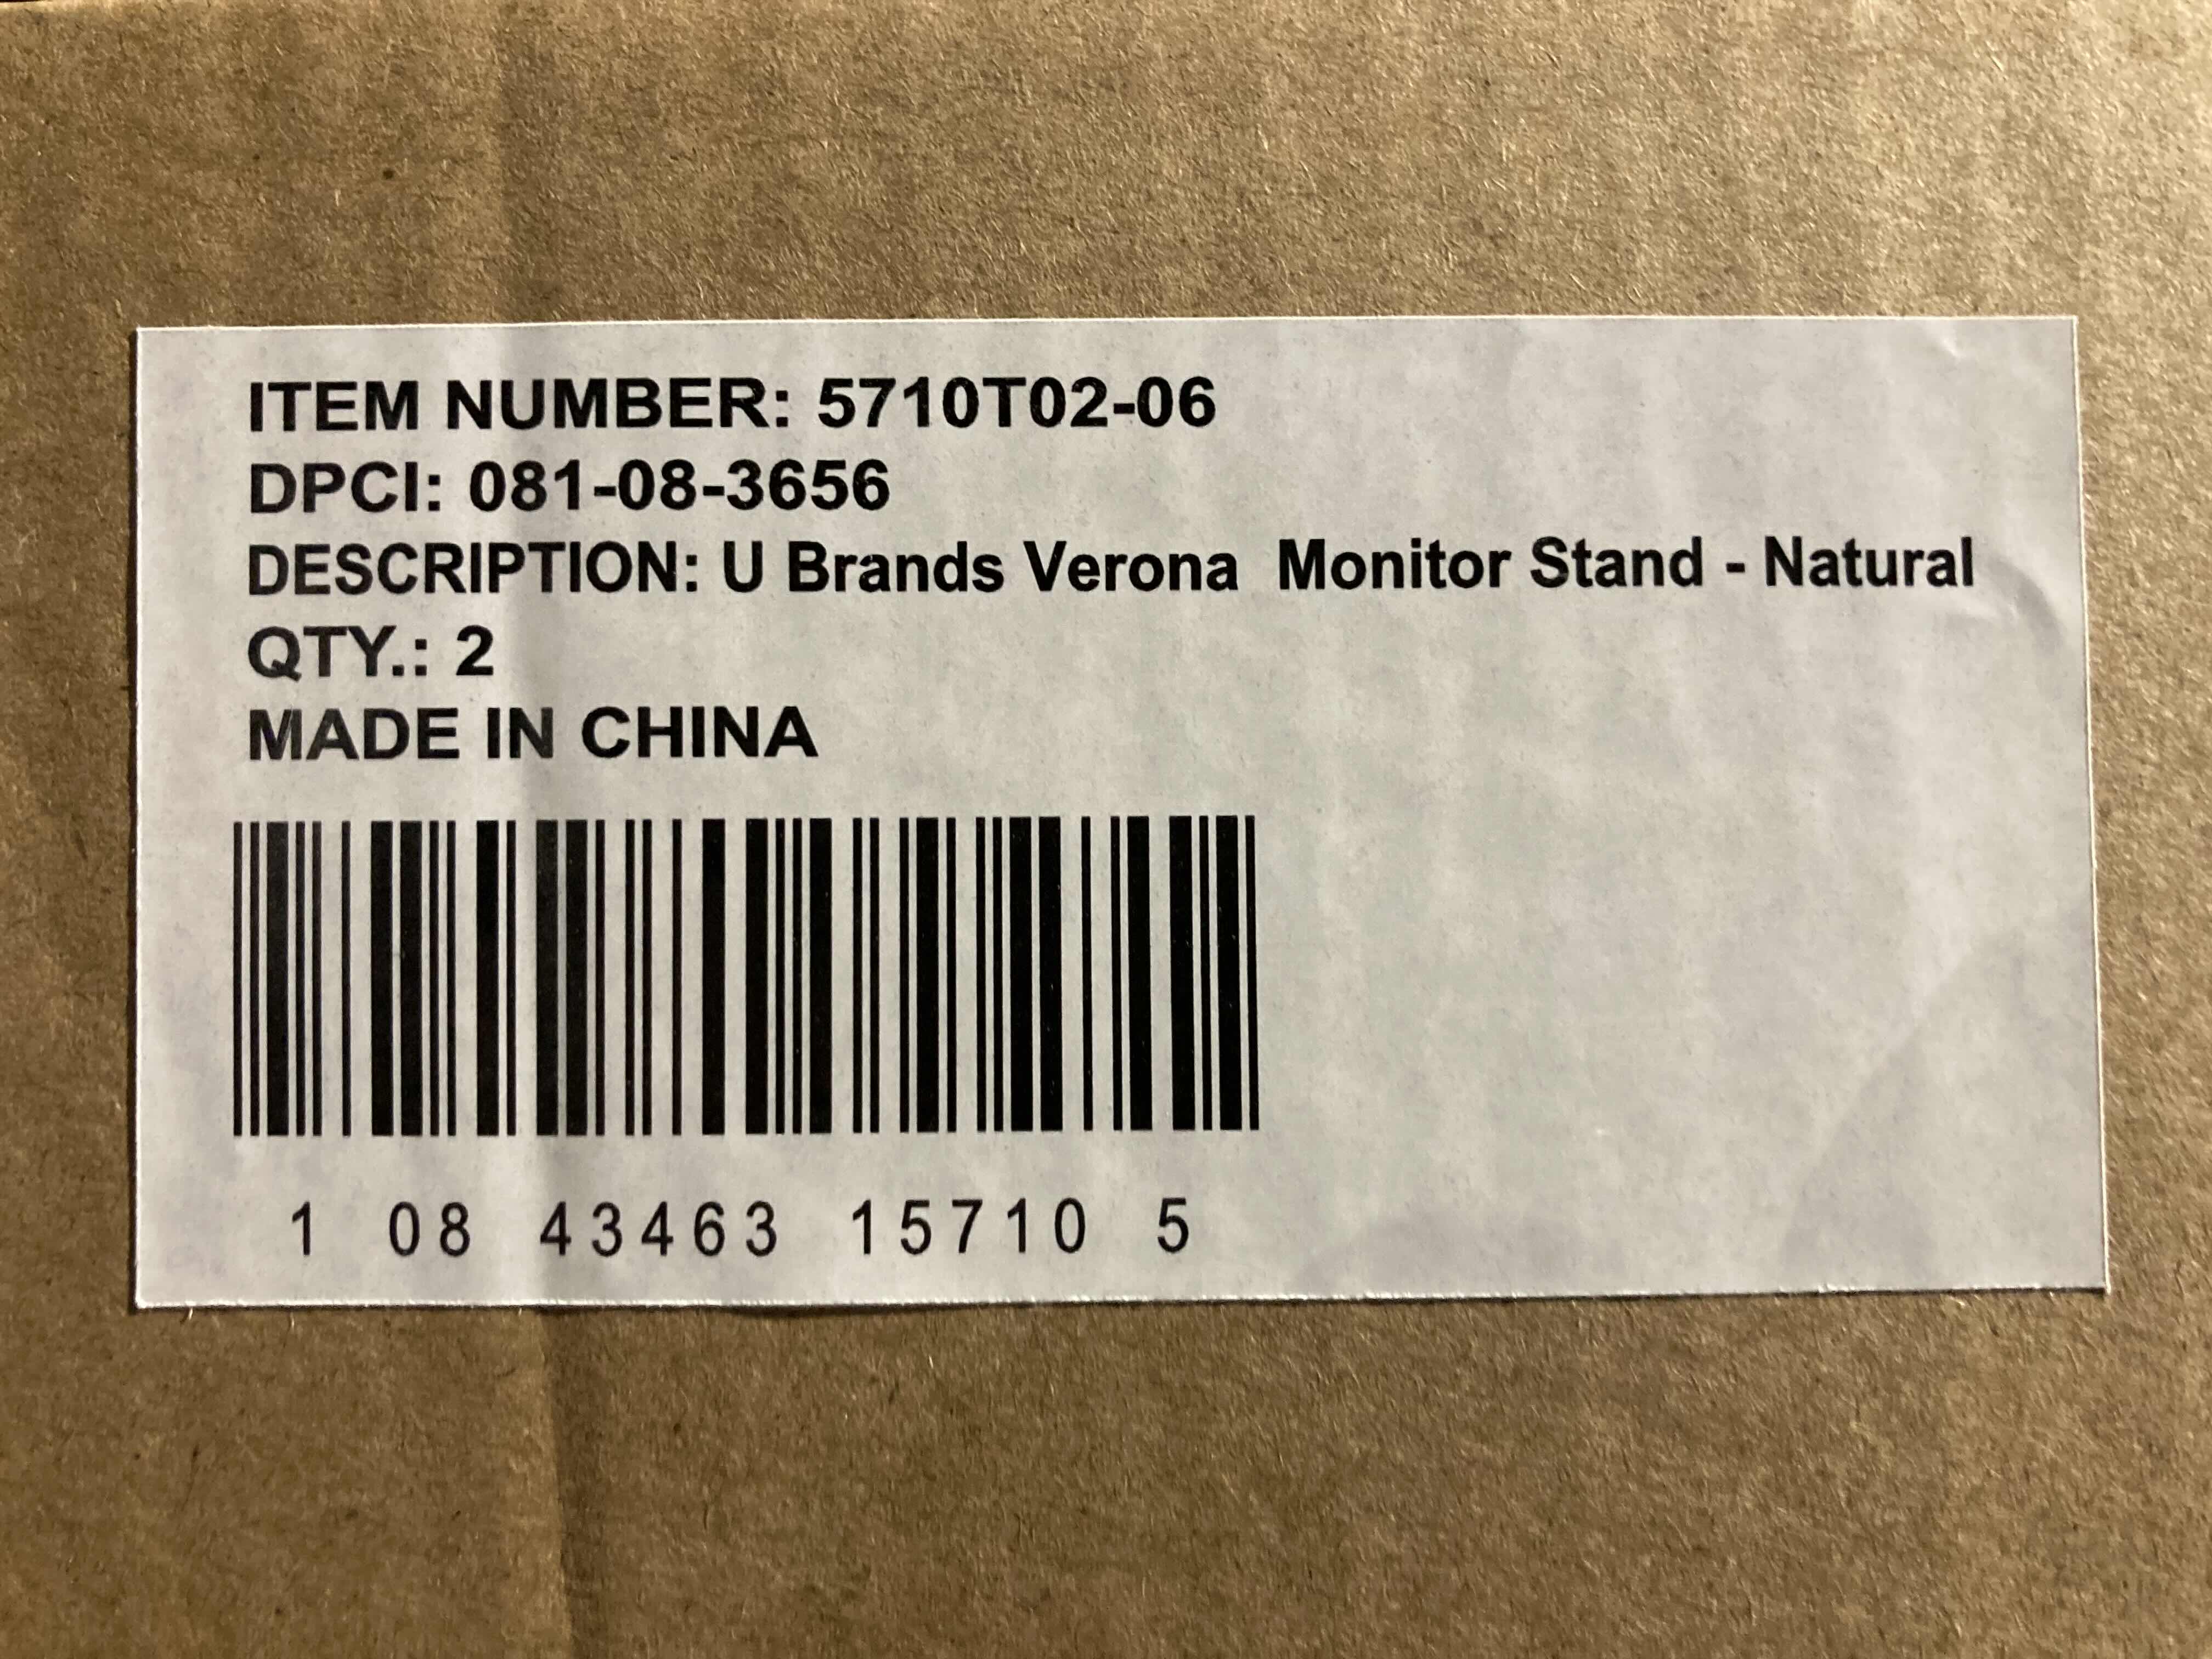 ITEM NUMBER: 5710T02-06
DPCI: 081-08-3656
DESCRIPTION: U Brands Verona  Monitor Stand - Natural
QTY.: 2
MADE IN CHINA
1 08 43463 15710 5